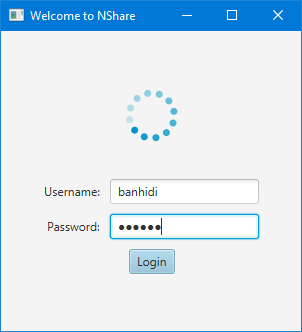 Welcome to NShare
Username: banhidi
Password: ●●●●●●
Login